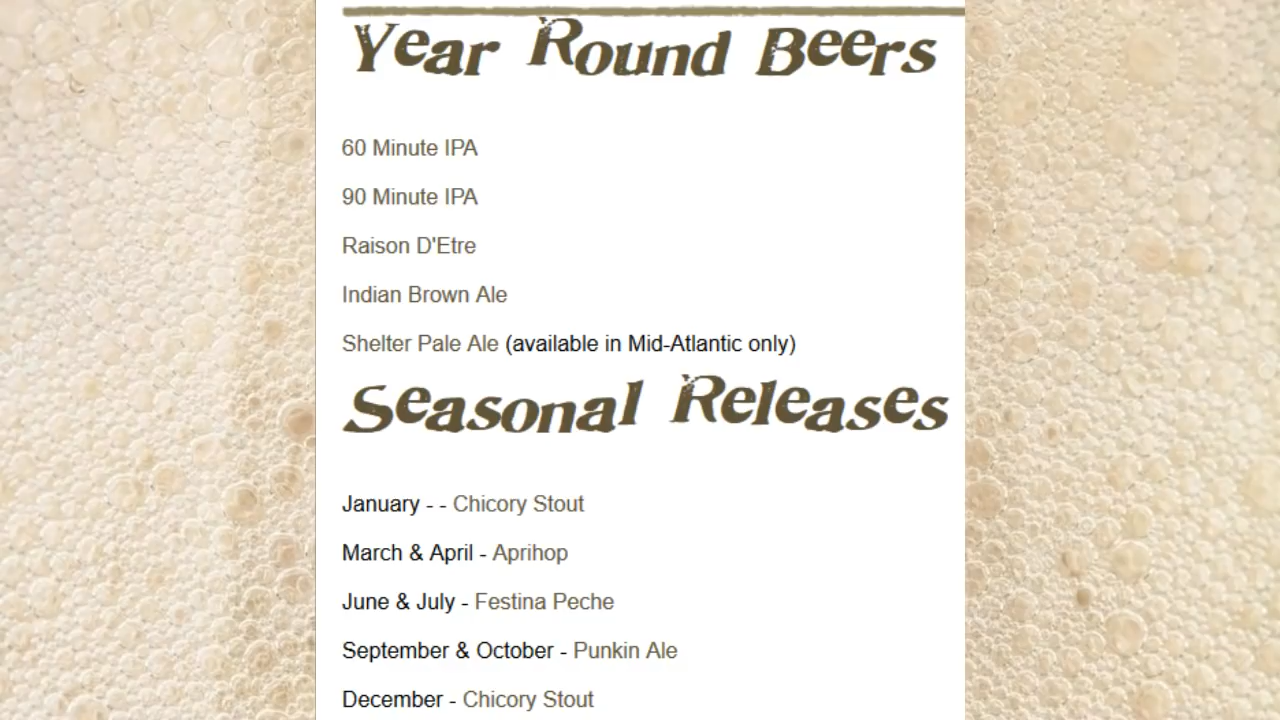 Year Round Beers
60 Minute IPA
90 Minute IPA
Raison D'Etre
Indian Brown Ale
Shelter Pale Ale (available in Mid-Atlantic only)
Seasonal Releases
January - - Chicory Stout
March & April - Aprihop
June & July - Festina Peche
September & October - Punkin Ale
December - Chicory Stout